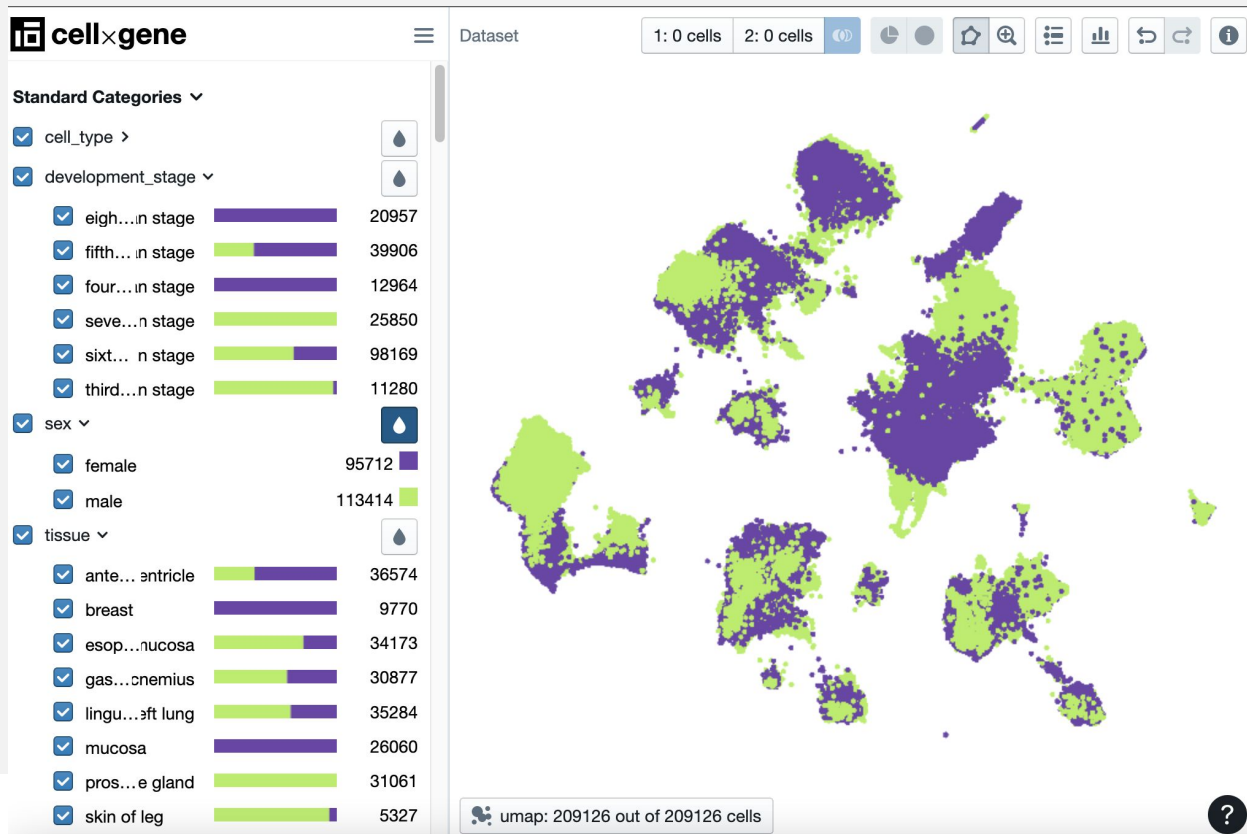 cell×gene
Dataset
1: 0 cells
2: 0 cells
Standard Categories
cell_type
development_stage
eigh...n stage 20957
fifth... n stage 39906
four...n stage 12964
seve...n stage 25850
sixt... n stage 98169
third...n stage 11280
sex
female 95712
male 113414
tissue
ante... entricle 36574
breast 9770
esop...nucosa 34173
gas...cnemius 30877
lingu...eft lung 35284
mucosa 26060
pros...e gland 31061
skin of leg 5327
umap: 209126 out of 209126 cells
?